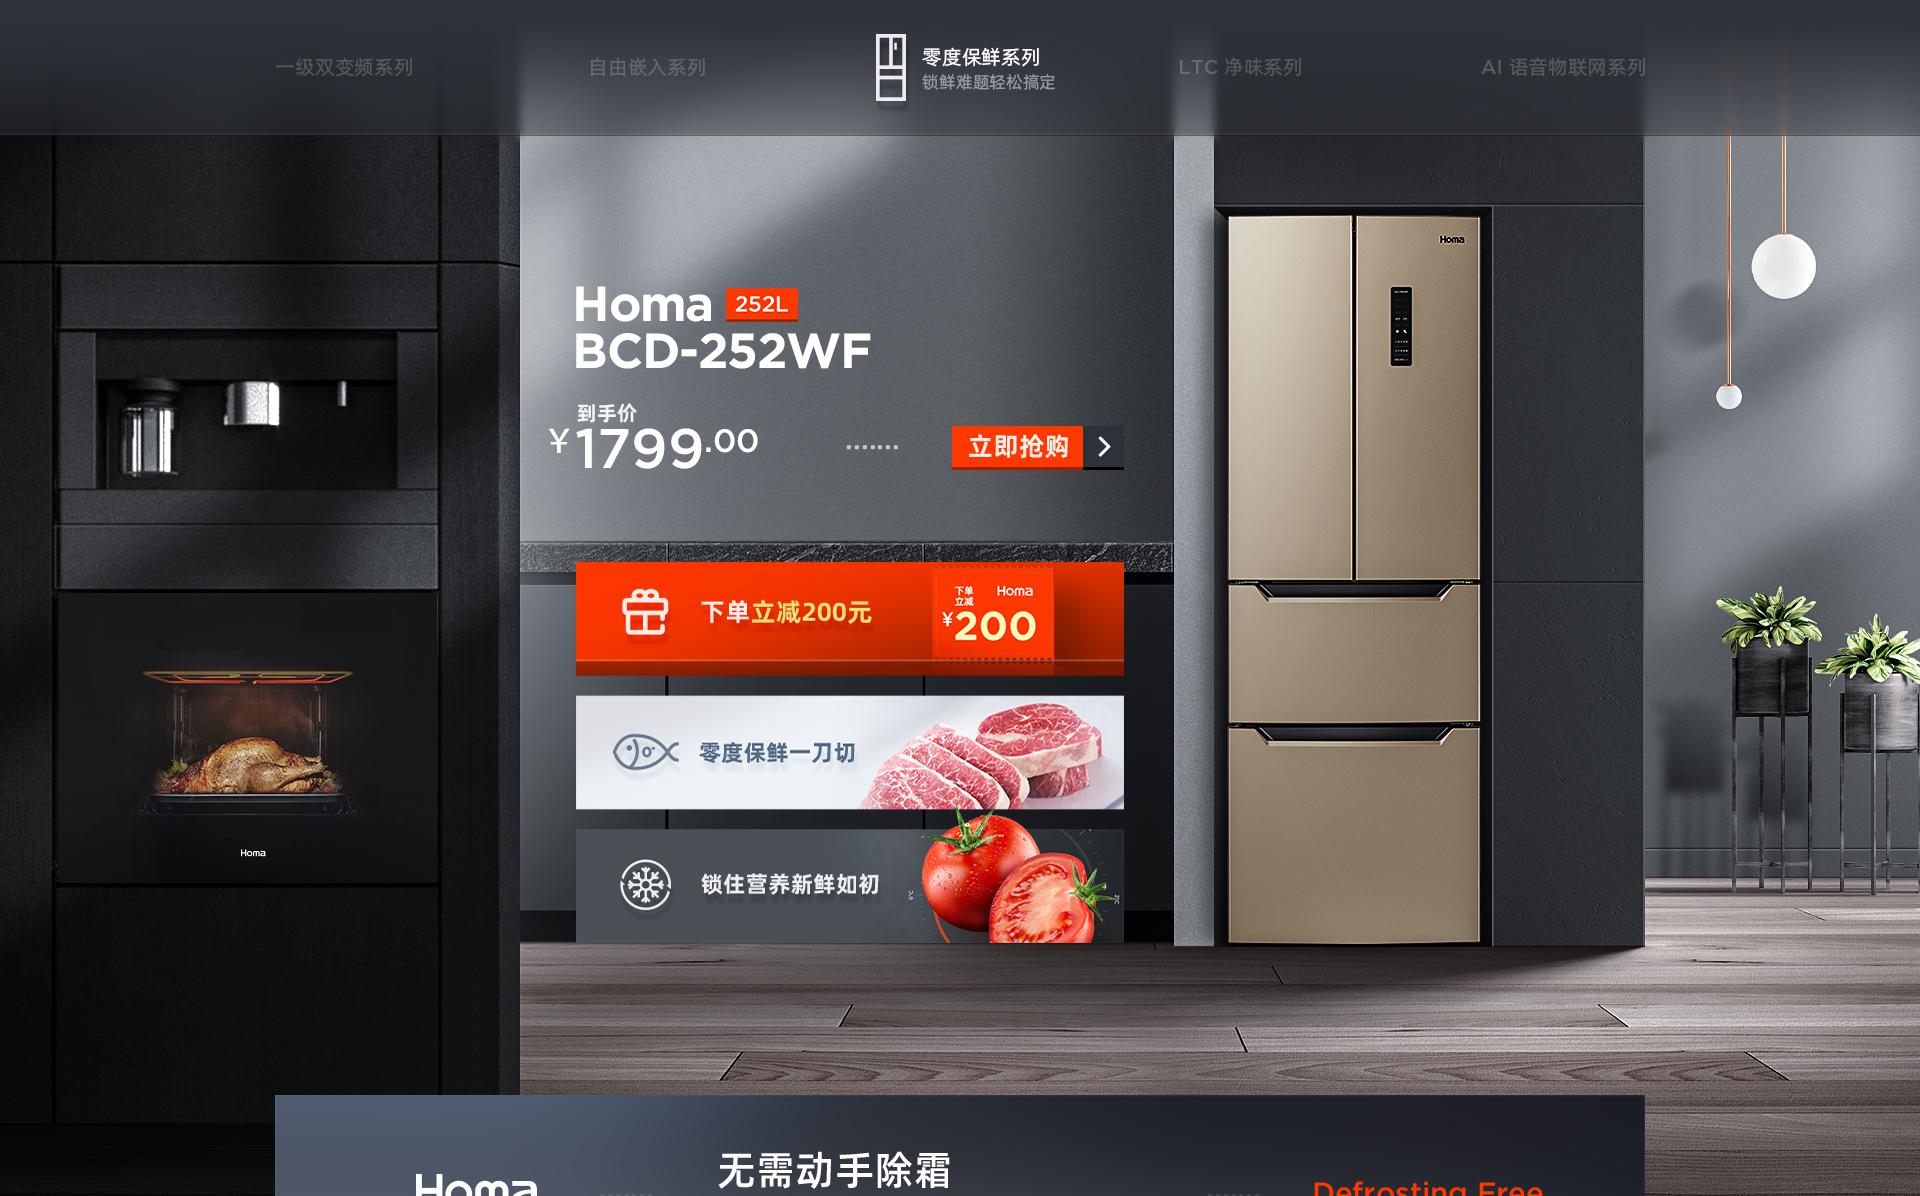 一级双变频系列
自由嵌入系列
零度保鲜系列
锁鲜难题轻松搞定
LTC 净味系列
AI 语音物联网系列
Homa
Homa 252L
BCD-252WF
到手价
¥1799.00
立即抢购
下单立减200元
下单
立减
Homa
¥200
零度保鲜一刀切
锁住营养新鲜如初
Homa
无需动手除霜
Homa
Defrosting Free